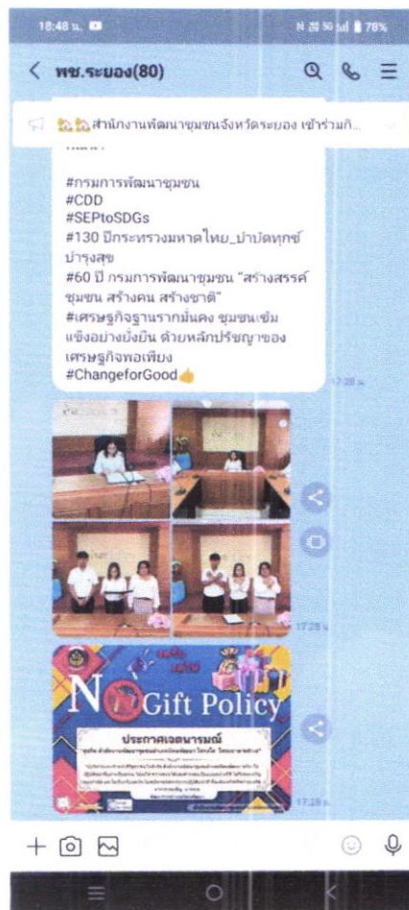 18:48 น.
78%
พช.ระยอง(80)
สำนักงานพัฒนาชุมชนจังหวัดระยอง เข้าร่วมกิ...
#กรมการพัฒนาชุมชน
#CDD
#SEPtoSDGs
#130 ปีกระทรวงมหาดไทย_บำบัดทุกข์
บำรุงสุข
#60 ปี กรมการพัฒนาชุมชน “สร้างสรรค์
ชุมชน สร้างคน สร้างชาติ”
#เศรษฐกิจฐานรากมั่นคง ชุมชนเข้ม
แข็งอย่างยั่งยืน ด้วยหลักปรัชญาของ
เศรษฐกิจพอเพียง
#ChangeforGood
17:28 น.
17:28 น.
No Gift Policy
ประกาศเจตนารมณ์
17:28 น.